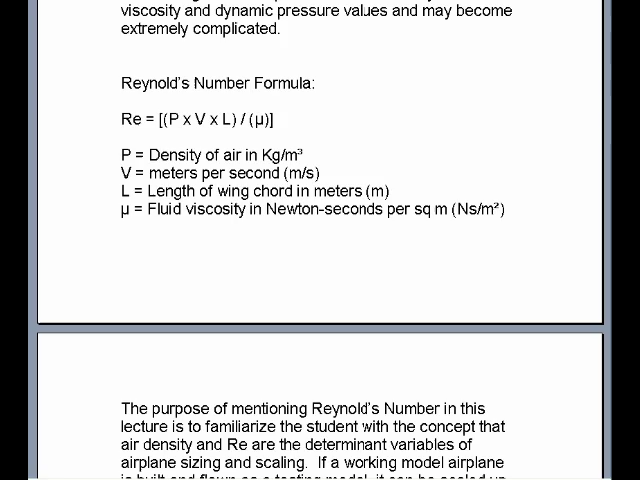 viscosity and dynamic pressure values and may become
extremely complicated.
Reynold's Number Formula:
Re = [(P x V x L) / (µ)]
P = Density of air in Kg/m³
V = meters per second (m/s)
L = Length of wing chord in meters (m)
µ = Fluid viscosity in Newton-seconds per sq m (Ns/m²)
The purpose of mentioning Reynold's Number in this
lecture is to familiarize the student with the concept that
air density and Re are the determinant variables of
airplane sizing and scaling.  If a working model airplane